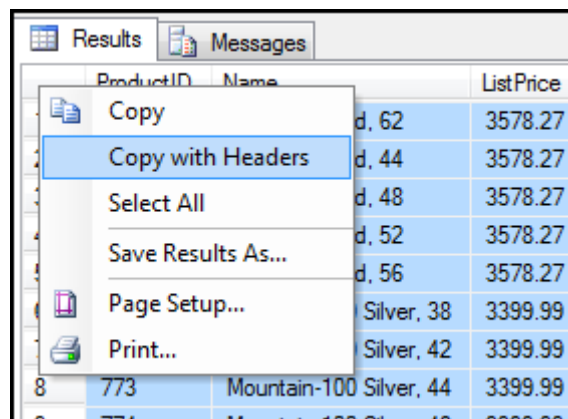 Results Messages
ProductID Name ListPrice
Copy
d, 62 3578.27
Copy with Headers
d, 44 3578.27
Select All
d, 48 3578.27
d, 52 3578.27
Save Results As...
d, 56 3578.27
Page Setup...
Silver, 38 3399.99
Print...
Silver, 42 3399.99
8 773 Mountain-100 Silver, 44 3399.99